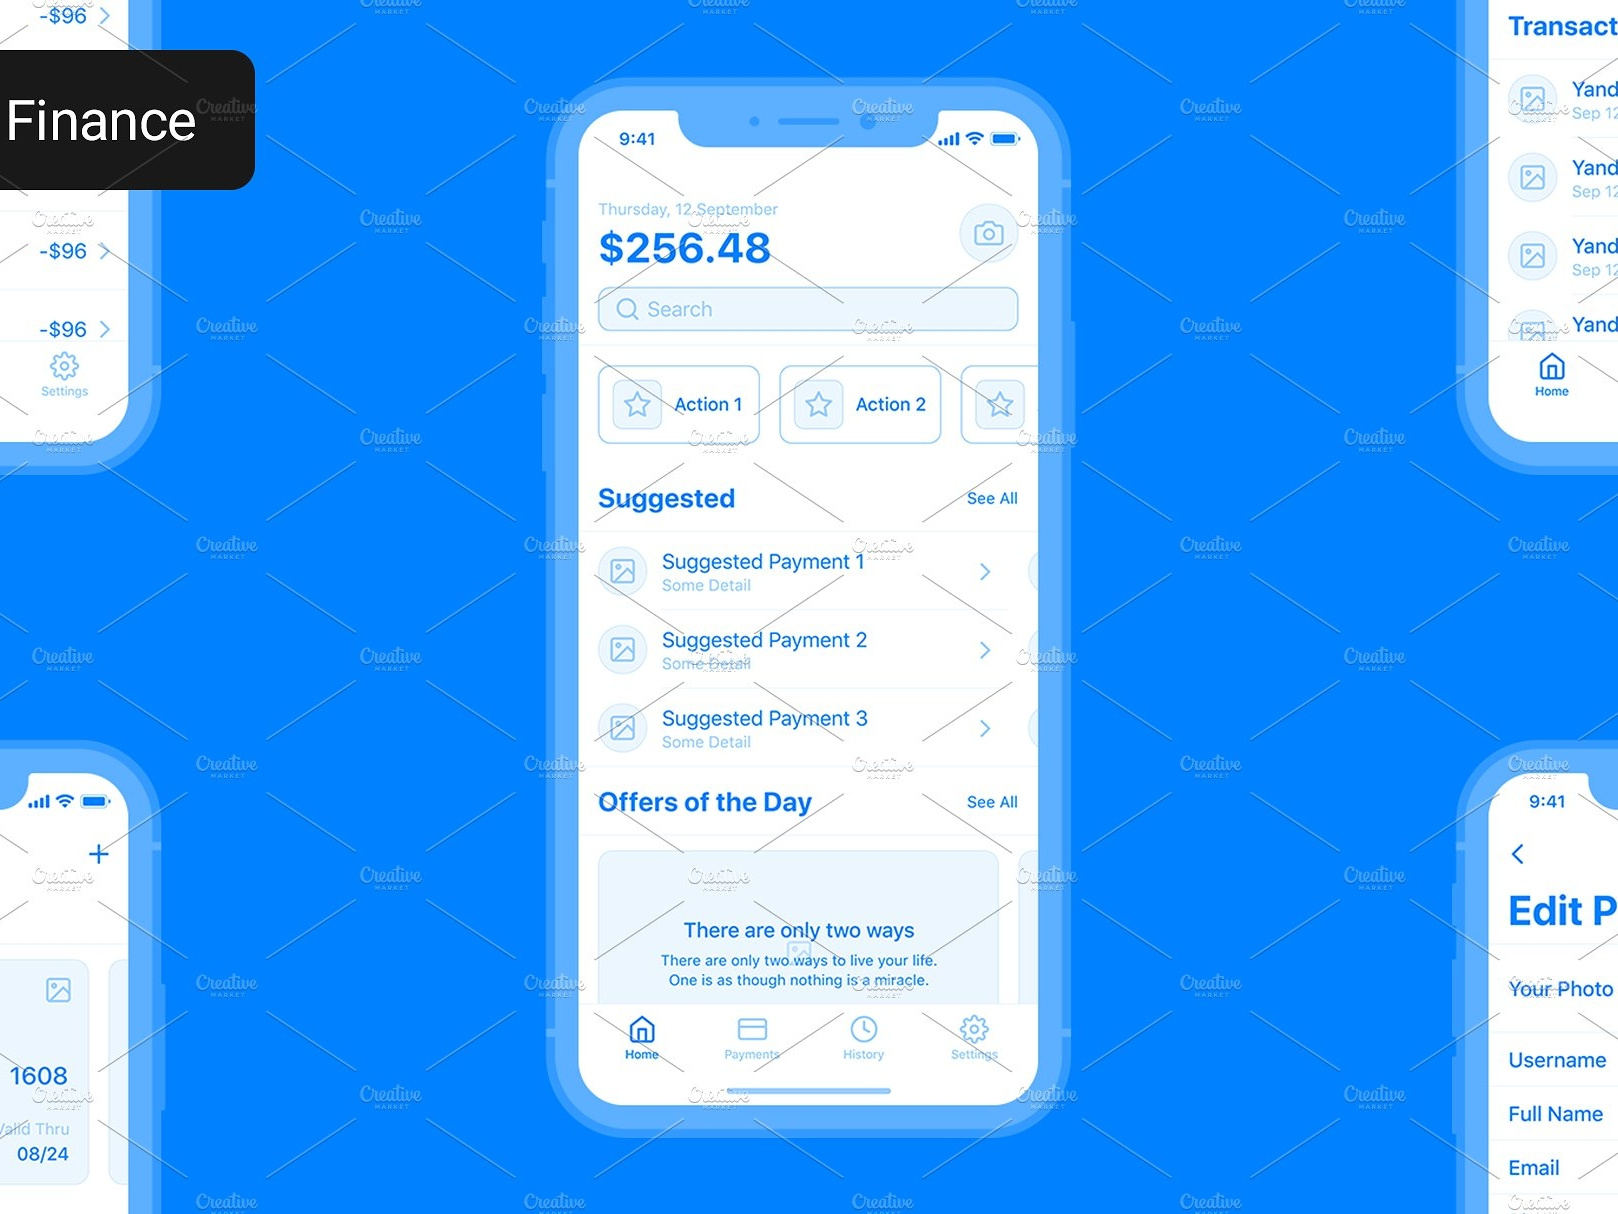 -$96
Finance
-$96
-$96
Settings
9:41
Thursday, 12 September
$256.48
Search
Action 1
Action 2
Suggested
See All
Suggested Payment 1
Some Detail
Suggested Payment 2
Some Detail
Suggested Payment 3
Some Detail
Offers of the Day
See All
There are only two ways
There are only two ways to live your life.
One is as though nothing is a miracle.
Home
Payments
History
Settings
Transact
Yand
Sep 12
Yand
Sep 12
Yand
Sep 12
Yand
Home
1608
Valid Thru
08/24
9:41
Edit P
Your Photo
Username
Full Name
Email
Creative
MARKET